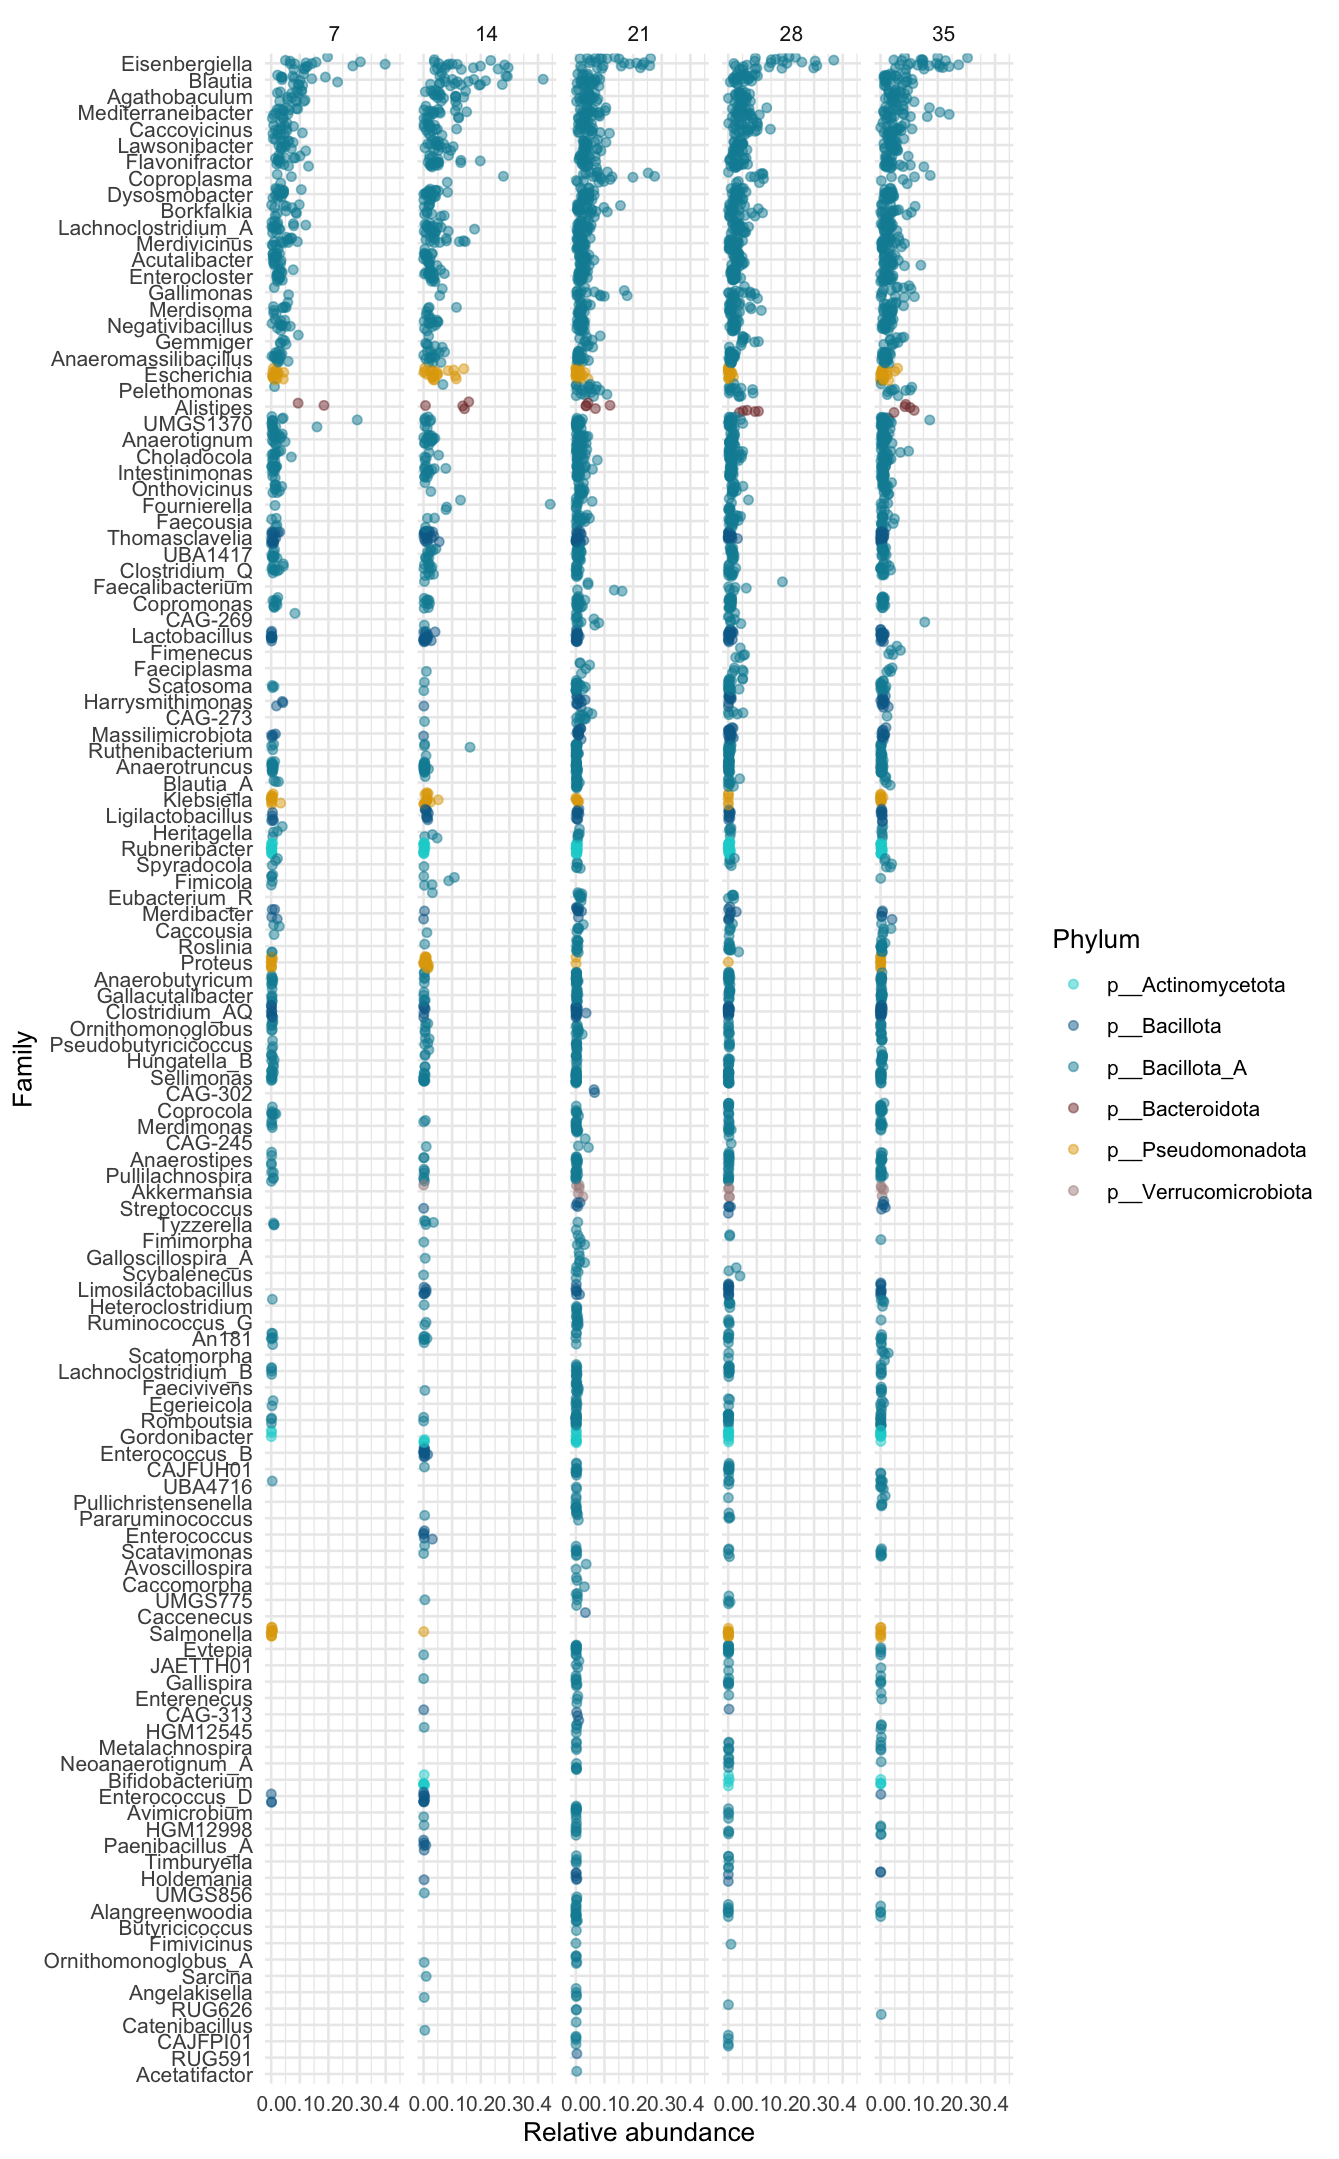 7 14 21 28 35
Eisenbergiella
Blautia
Agathobaculum
Mediterraneibacter
Caccovicinus
Lawsonibacter
Flavonifractor
Coproplasma
Dysosmobacter
Borkfalkia
Lachnoclostridium_A
Merdivicinus
Acutalibacter
Enterocloster
Gallimonas
Merdisoma
Negativibacillus
Gemmiger
Anaeromassilibacillus
Escherichia
Pelethomonas
Alistipes
UMGS1370
Anaerotignum
Choladocola
Intestinimonas
Onthovicinus
Fournierella
Faecousia
Thomasclavelia
UBA1417
Clostridium_Q
Faecalibacterium
Copromonas
CAG-269
Lactobacillus
Fimenecus
Faeciplasma
Scatosoma
Harrysmithimonas
CAG-273
Massilimicrobiota
Ruthenibacterium
Anaerotruncus
Blautia_A
Klebsiella
Ligilactobacillus
Heritagella
Rubneribacter
Spyradocola
Fimicola
Eubacterium_R
Merdibacter
Caccousia
Roslinia
Proteus
Anaerobutyricum
Gallacutalibacter
Clostridium_AQ
Ornithomonoglobus
Pseudobutyricicoccus
Hungatella_B
Sellimonas
CAG-302
Coprocola
Merdimonas
CAG-245
Anaerostipes
Pullilachnospira
Akkermansia
Streptococcus
Tyzzerella
Fimimorpha
Galloscillospira_A
Scybalenecus
Limosilactobacillus
Heteroclostridium
Ruminococcus_G
An181
Scatomorpha
Lachnoclostridium_B
Faecivivens
Egerieicola
Romboutsia
Gordonibacter
Enterococcus_B
CAJFUH01
UBA4716
Pullichristensenella
Pararuminococcus
Enterococcus
Scatavimonas
Avoscillospira
Caccomorpha
UMGS775
Caccenecus
Salmonella
Evtepia
JAETTH01
Gallispira
Enterenecus
CAG-313
HGM12545
Metalachnospira
Neoanaerotignum_A
Bifidobacterium
Enterococcus_D
Avimicrobium
HGM12998
Paenibacillus_A
Timburyella
Holdemania
UMGS856
Alangreenwoodia
Butyricicoccus
Fimivicinus
Ornithomonoglobus_A
Sarcina
Angelakisella
RUG626
Catenibacillus
CAJFPI01
RUG591
Acetatifactor
0.00.10.20.30.4 0.00.10.20.30.4 0.00.10.20.30.4 0.00.10.20.30.4 0.00.10.20.30.4
Relative abundance
Family
Phylum
p__Actinomycetota
p__Bacillota
p__Bacillota_A
p__Bacteroidota
p__Pseudomonadota
p__Verrucomicrobiota